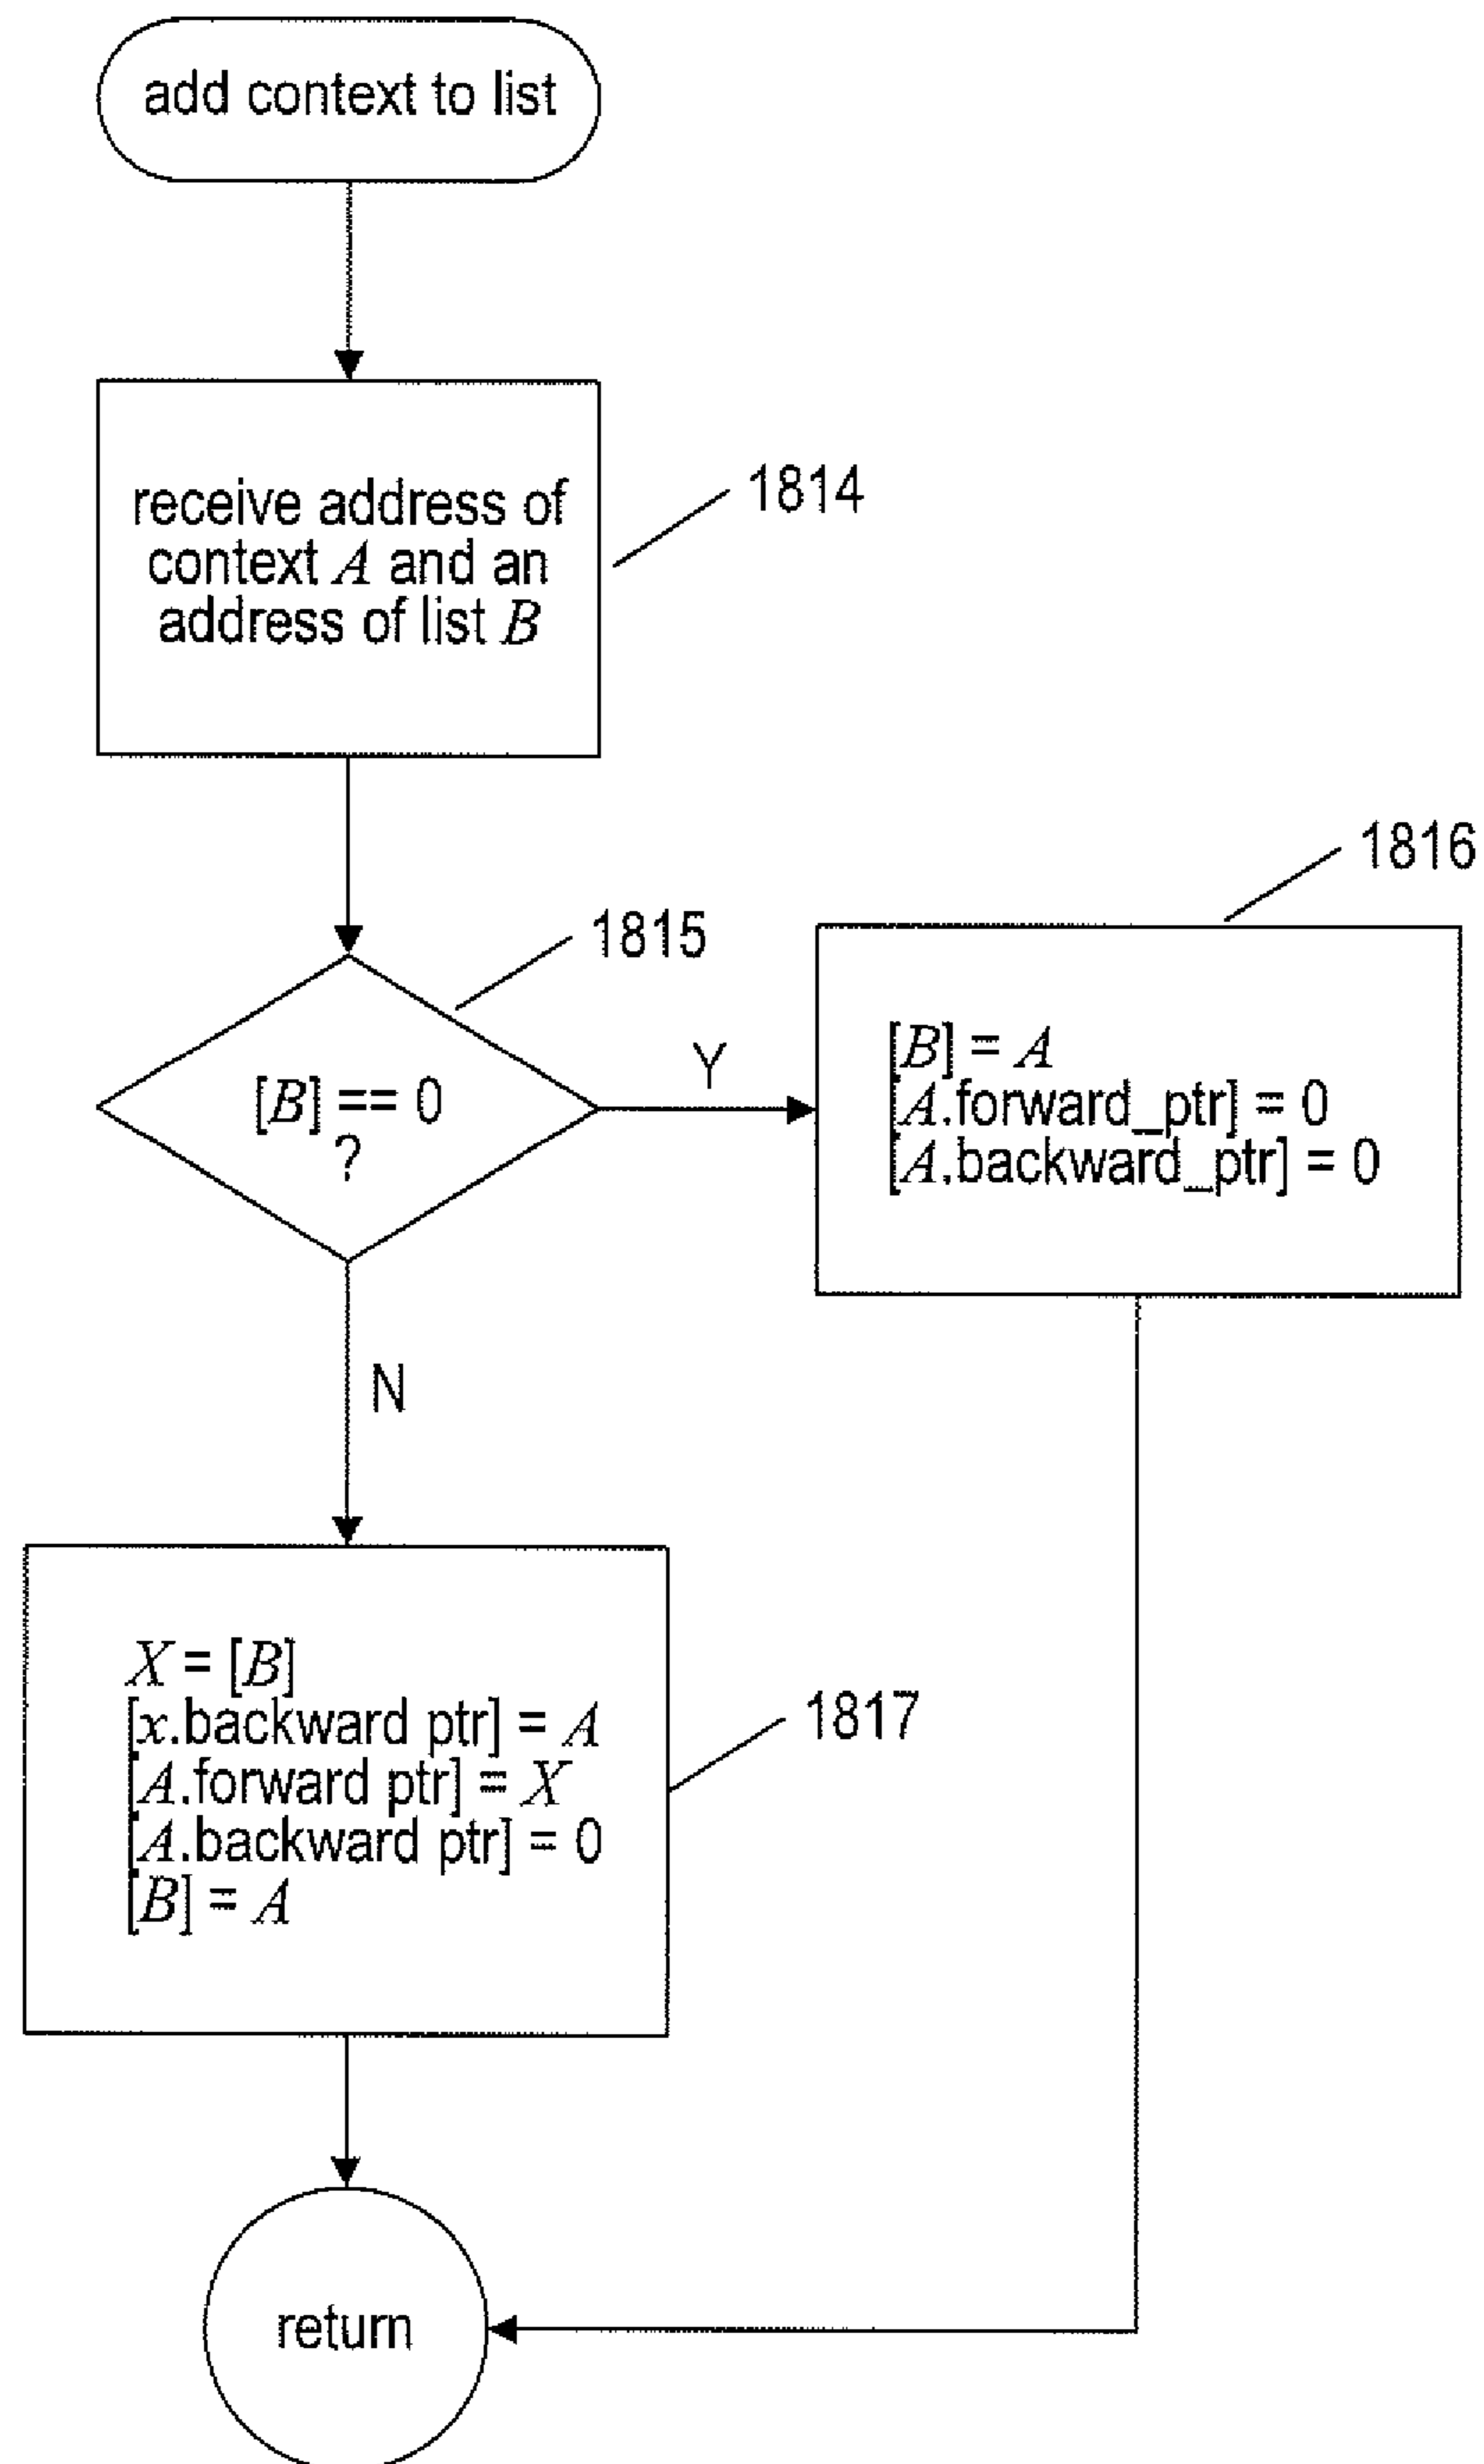 add context to list
receive address of
context A and an
address of list B
1814
1815
[B] == 0
?
Y
1816
[B] = A
[A.forward_ptr] = 0
[A.backward_ptr] = 0
N
X = [B]
[x.backward ptr] = A
[A.forward ptr] = X
[A.backward ptr] = 0
[B] = A
1817
return